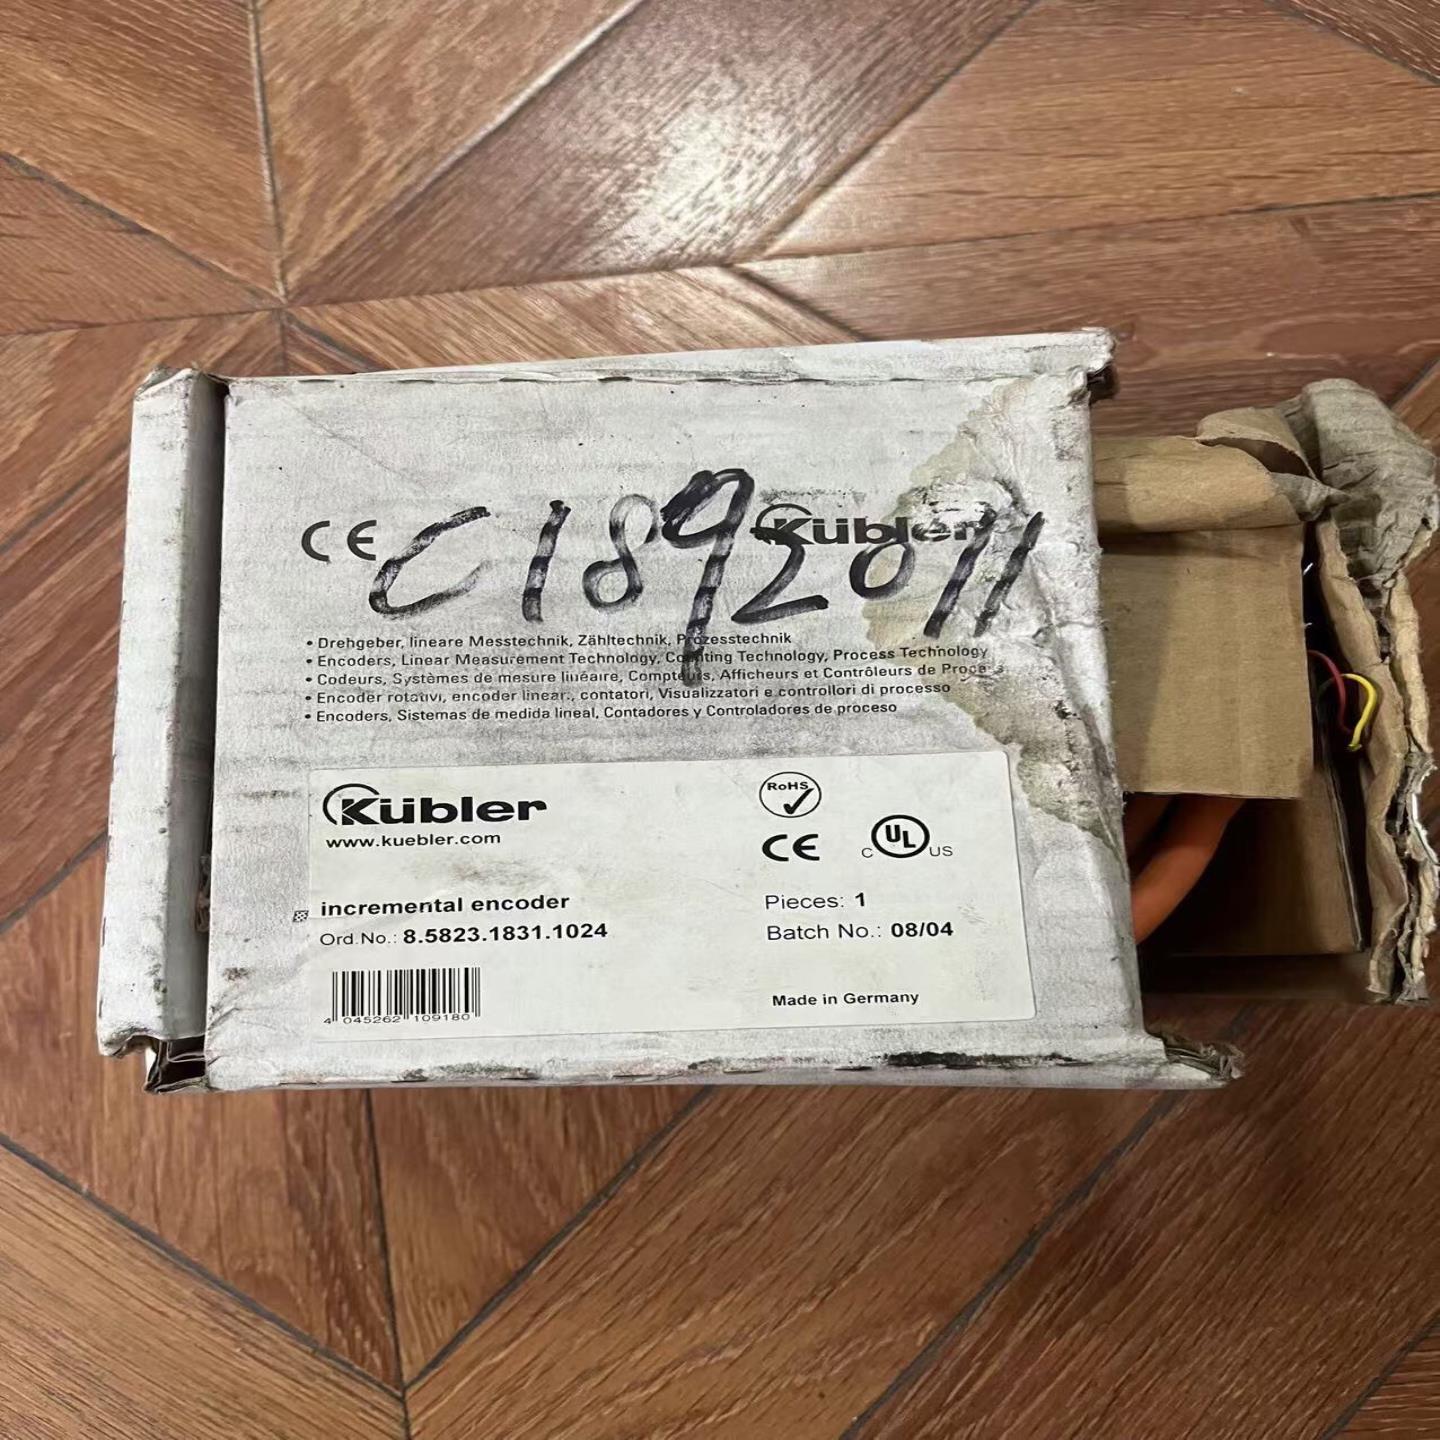 CE
Kübler
C1892011
• Drehgeber, lineare Messtechnik, Zähltechnik, Prozesstechnik
• Encoders, Linear Measurement Technology, Counting Technology, Process Technology
• Codeurs, Systèmes de mesure linéaire, Compteurs, Afficheurs et Contrôleurs de Process
• Encoder rotativi, encoder lineari, contatori, Visualizzatori e controllori di processo
• Encoders, Sistemas de medida lineal, Contadores y Controladores de proceso
Kübler
www.kuebler.com
RoHS
CE
C UL US
incremental encoder
Ord.No.: 8.5823.1831.1024
Pieces: 1
Batch No.: 08/04
4 045262 109180
Made in Germany